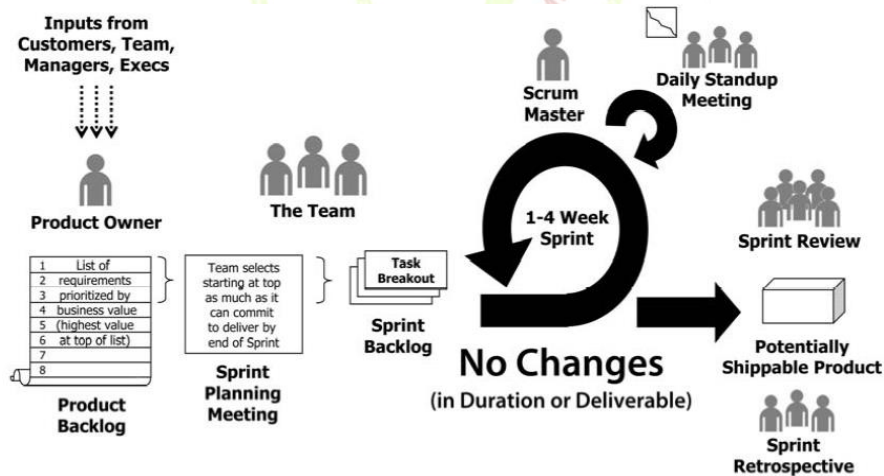 Inputs from
Customers, Team,
Managers, Execs
Product Owner
The Team
Scrum
Master
Daily Standup
Meeting
1-4 Week
Sprint
Sprint Review
1 List of
2 requirements
3 prioritized by
4 business value
5 (highest value
6 at top of list)
7
8
Product
Backlog
Team selects
starting at top
as much as it
can commit
to deliver by
end of Sprint
Sprint
Planning
Meeting
Task
Breakout
Sprint
Backlog
No Changes
(in Duration or Deliverable)
Potentially
Shippable Product
Sprint
Retrospective